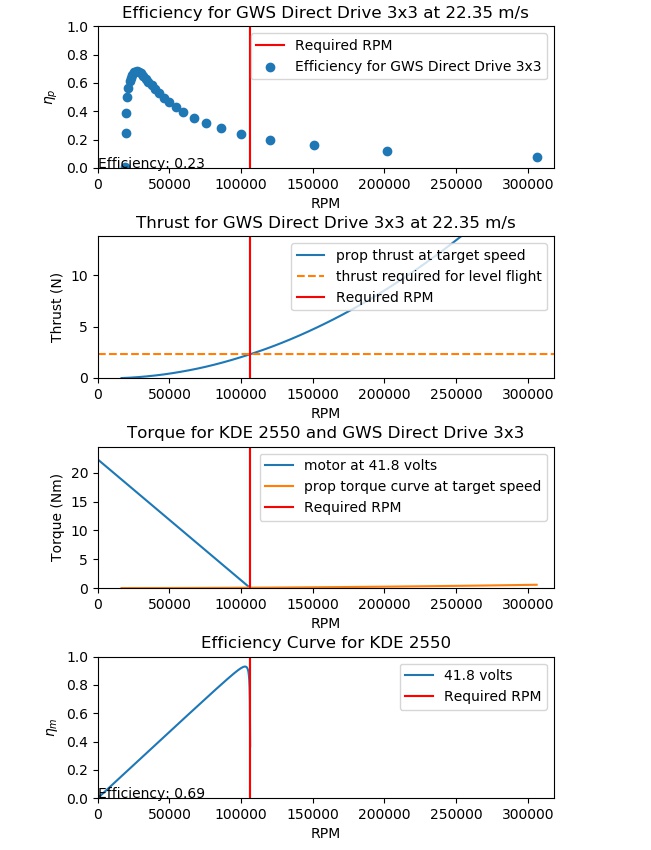 Efficiency for GWS Direct Drive 3x3 at 22.35 m/s
1.0
0.8
0.6
0.4
0.2
0.0
η_p
Required RPM
Efficiency for GWS Direct Drive 3x3
Efficiency: 0.23
0 50000 100000 150000 200000 250000 300000
RPM
Thrust for GWS Direct Drive 3x3 at 22.35 m/s
10
5
0
Thrust (N)
prop thrust at target speed
thrust required for level flight
Required RPM
0 50000 100000 150000 200000 250000 300000
RPM
Torque for KDE 2550 and GWS Direct Drive 3x3
20
15
10
5
0
Torque (Nm)
motor at 41.8 volts
prop torque curve at target speed
Required RPM
0 50000 100000 150000 200000 250000 300000
RPM
Efficiency Curve for KDE 2550
1.0
0.8
0.6
0.4
0.2
0.0
η_m
41.8 volts
Required RPM
Efficiency: 0.69
0 50000 100000 150000 200000 250000 300000
RPM